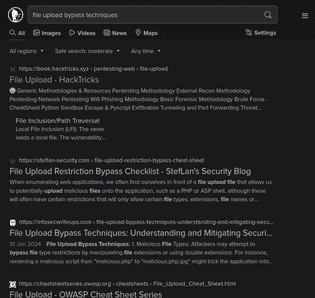 file upload bypass techniques
All Images Videos News Maps Settings
All regions Safe search: moderate Any time
https://book.hacktricks.xyz › pentesting-web › file-upload
File Upload - HackTricks
Generic Methodologies & Resources Pentesting Methodology External Recon Methodology
Pentesting Network Pentesting Wifi Phishing Methodology Basic Forensic Methodology Brute Force -
CheatSheet Python Sandbox Escape & Pyscript Exfiltration Tunneling and Port Forwarding Threat...
File Inclusion/Path Traversal
Local File Inclusion (LFI): The sever
loads a local file. The vulnerability...
https://steflan-security.com › file-upload-restriction-bypass-cheat-sheet
File Upload Restriction Bypass Checklist - StefLan's Security Blog
When enumerating web applications, we often find ourselves in front of a file upload file that allows us
to potentially upload malicious files onto the application, such as a PHP or ASP shell, although these
will often have certain restrictions that will only allow certain file types, extensions, file names or...
https://infosecwriteups.com › file-upload-bypass-techniques-understanding-and-mitigating-secu...
File Upload Bypass Techniques: Understanding and Mitigating Securi...
10 Jan 2024 File Upload Bypass Techniques: 1. Malicious File Types: Attackers may attempt to
bypass file type restrictions by manipulating file extensions or using double extensions. For instance,
renaming a malicious script from "malicious.php" to "malicious.php.jpg" might trick the application into...
https://cheatsheetseries.owasp.org › cheatsheets › File_Upload_Cheat_Sheet.html
File Upload - OWASP Cheat Sheet Series